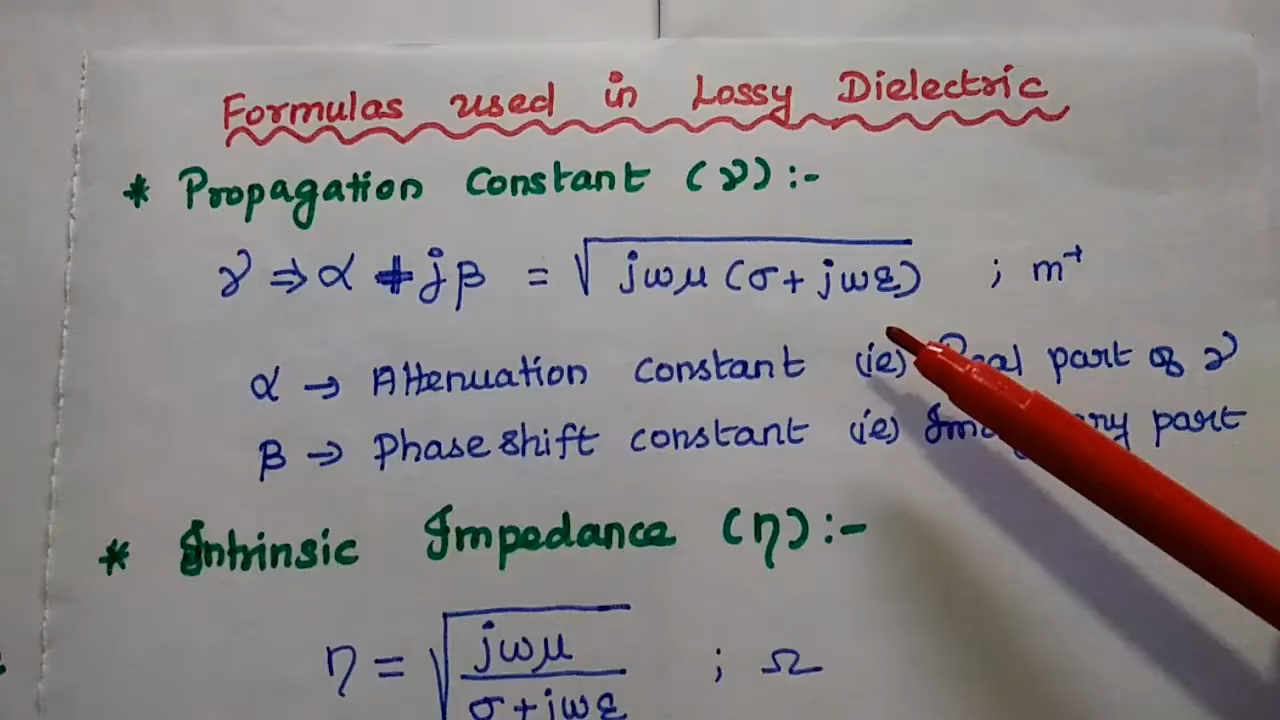 Formulas used in Lossy Dielectric
* Propagation Constant (γ):-
γ ⇒ α + jβ = √(jωμ(σ+jωε)) ; m⁻¹
α → Attenuation constant (ie) part of γ
β → Phase shift constant (ie) part
* Intrinsic Impedance (η):-
η = √(jωμ / σ+jωε) ; Ω